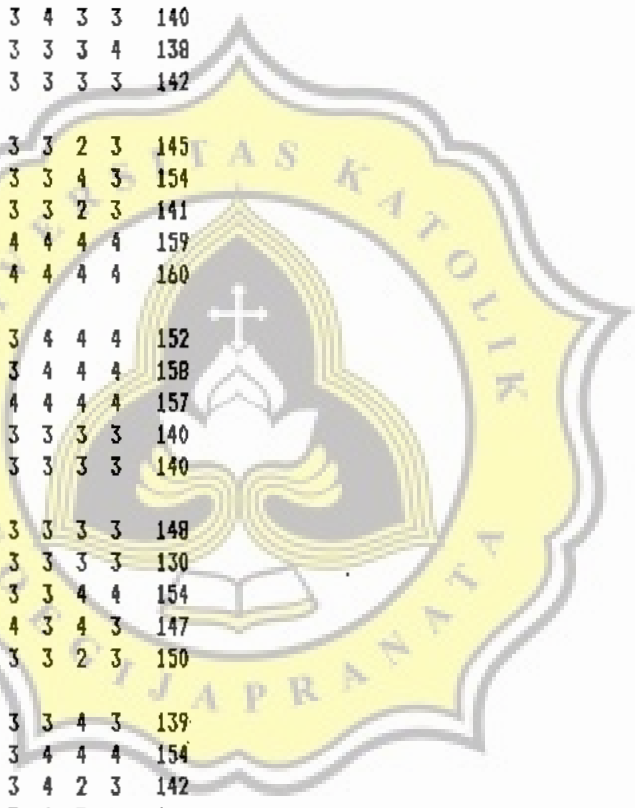 3 4 3 3 140
3 3 3 4 138
3 3 3 3 142
3 3 2 3 145
3 3 4 3 154
3 3 2 3 141
4 4 4 4 159
4 4 4 4 160
3 4 4 4 152
3 4 4 4 158
4 4 4 4 157
3 3 3 3 140
3 3 3 3 140
3 3 3 3 148
3 3 3 3 130
3 3 4 4 154
4 3 4 3 147
3 3 2 3 150
3 3 4 3 139
3 4 4 4 154
3 4 2 3 142
VERSITAS KATOLIK
OEGIJAPRANATA